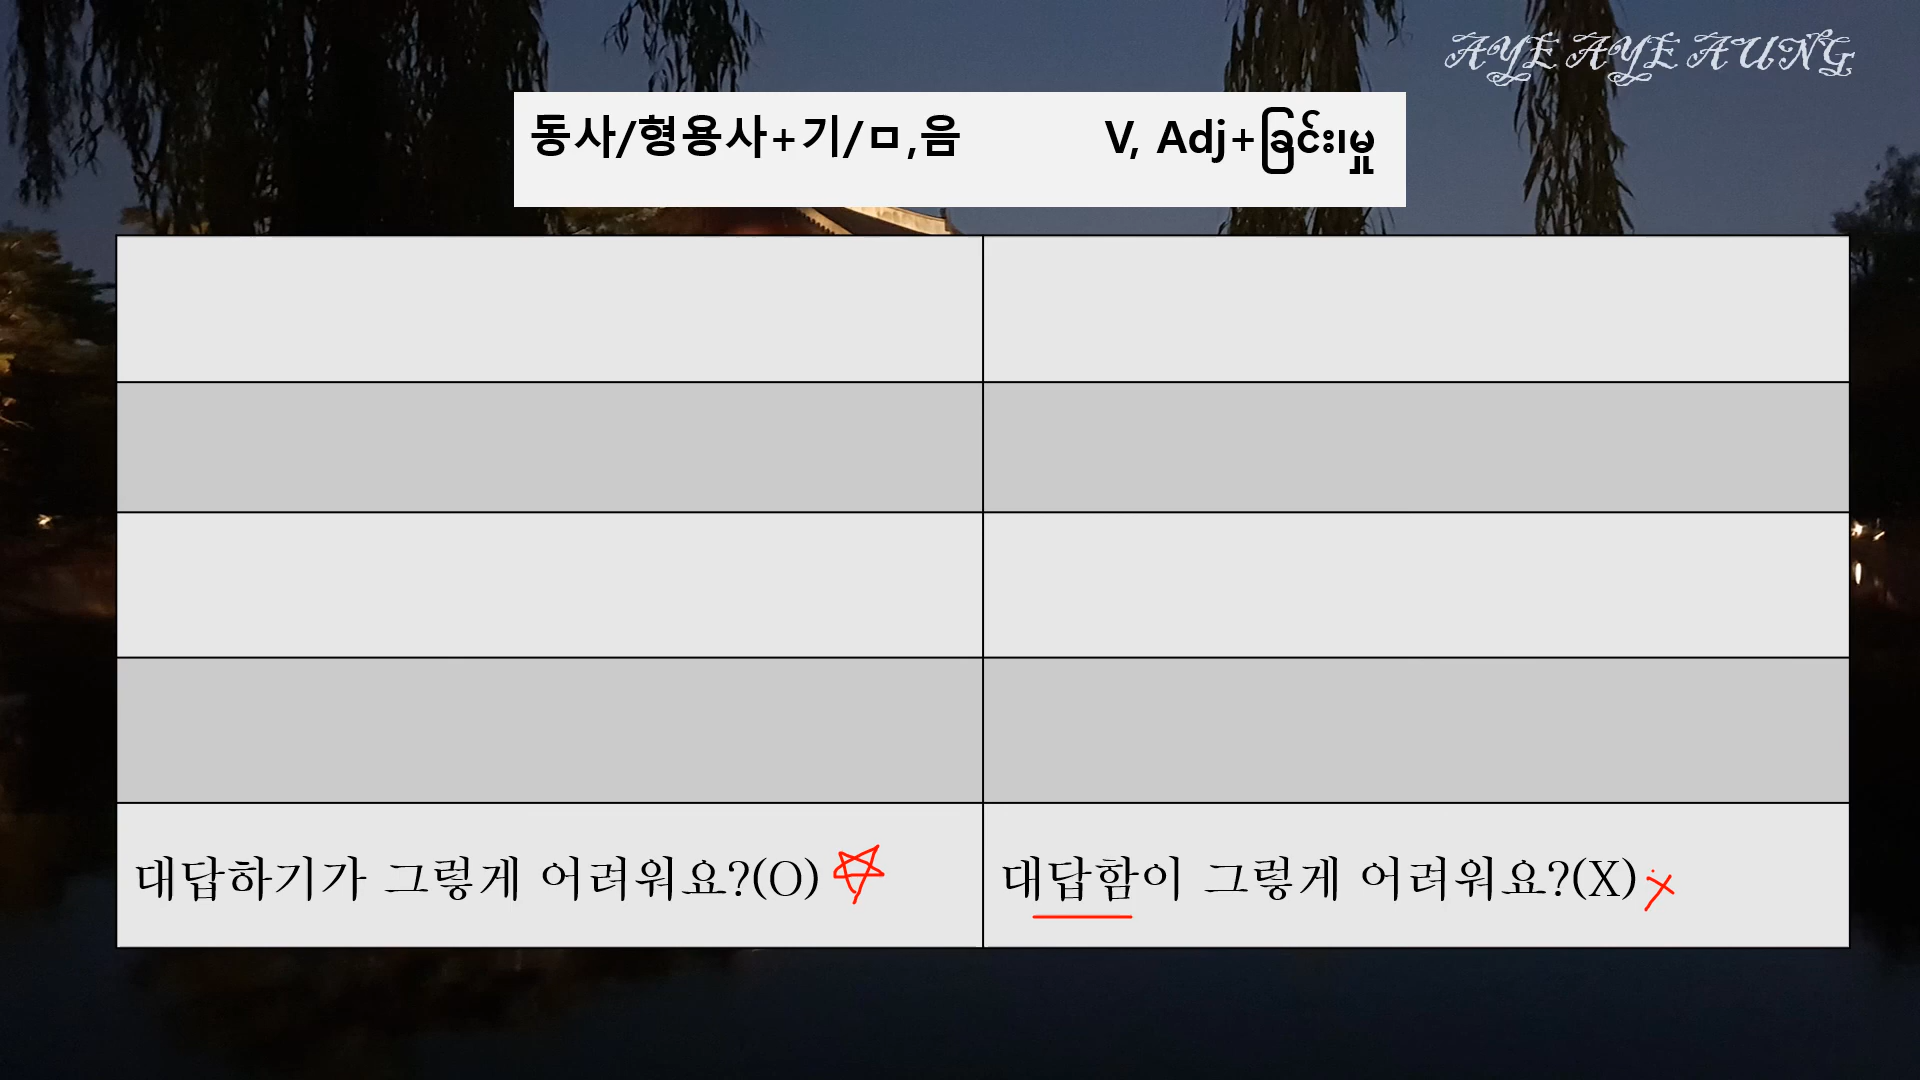 AYE AYE AUNG
동사/형용사+기/ㅁ,음 V, Adj+ခြင်း၊မှု
대답하기가 그렇게 어려워요?(O)
대답함이 그렇게 어려워요?(X)